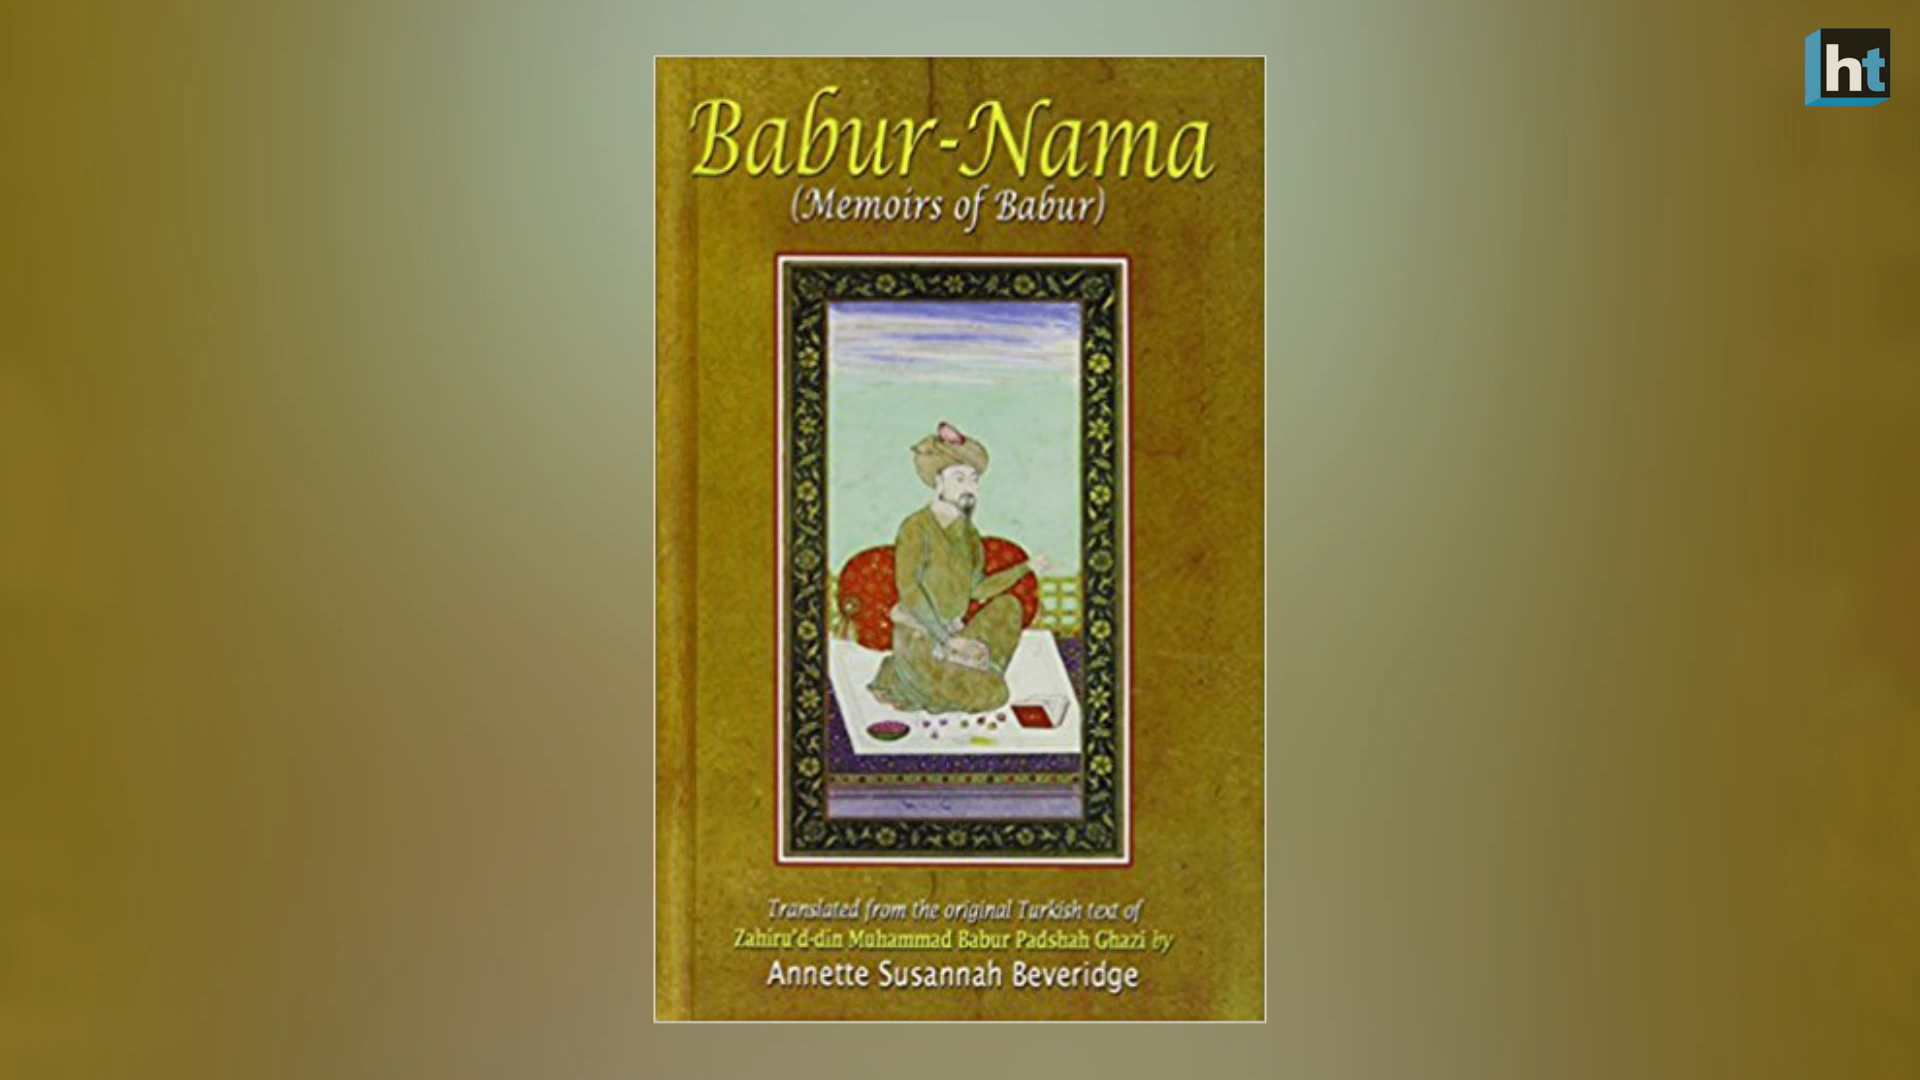 ht
Babur-Nama
(Memoirs of Babur)
Translated from the original Turkish text of
Zahiru'd-din Muhammad Babur Padshah Ghazi by
Annette Susannah Beveridge